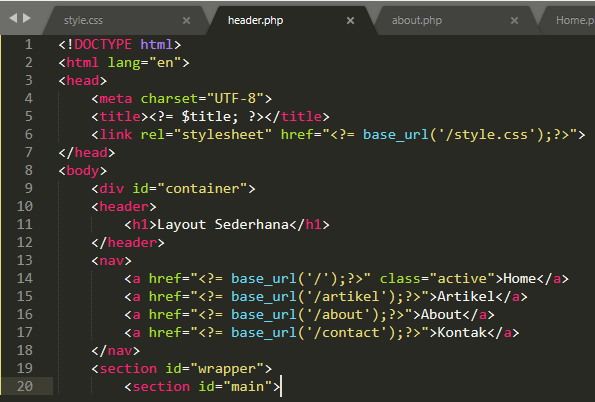 style.css × header.php × about.php × Home.p
1 <!DOCTYPE html>
2 <html lang="en">
3 <head>
4 <meta charset="UTF-8">
5 <title><?= $title; ?></title>
6 <link rel="stylesheet" href="<?= base_url('/style.css');?>">
7 </head>
8 <body>
9 <div id="container">
10 <header>
11 <h1>Layout Sederhana</h1>
12 </header>
13 <nav>
14 <a href="<?= base_url('/');?>" class="active">Home</a>
15 <a href="<?= base_url('/artikel');?>">Artikel</a>
16 <a href="<?= base_url('/about');?>">About</a>
17 <a href="<?= base_url('/contact');?>">Kontak</a>
18 </nav>
19 <section id="wrapper">
20 <section id="main">